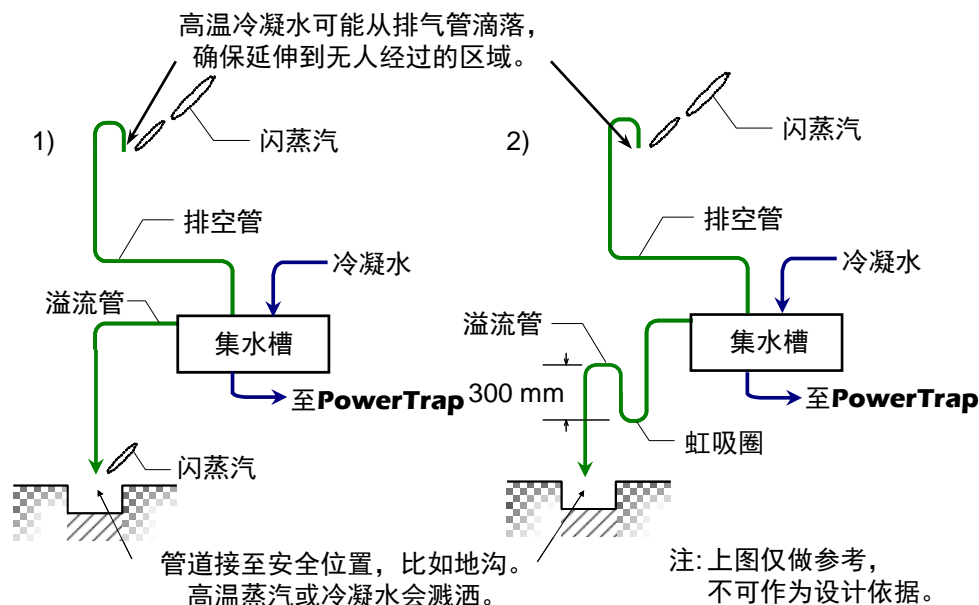 高温冷凝水可能从排气管滴落，
确保延伸到无人经过的区域。
1)
闪蒸汽
排空管
冷凝水
溢流管
集水槽
至PowerTrap
闪蒸汽
2)
闪蒸汽
排空管
冷凝水
溢流管
集水槽
300 mm
至PowerTrap
虹吸圈
管道接至安全位置，比如地沟。
高温蒸汽或冷凝水会溅洒。
注: 上图仅做参考，
不可作为设计依据。